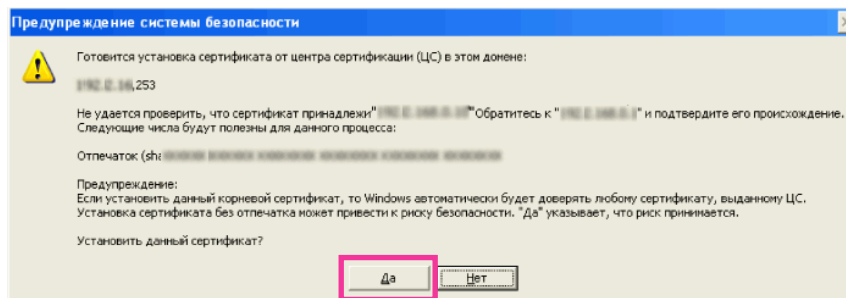 Предупреждение системы безопасности
Готовится установка сертификата от центра сертификации (ЦС) в этом домене:
,253
Не удается проверить, что сертификат принадлежи" "Обратитесь к " " и подтвердите его происхождение.
Следующие числа будут полезны для данного процесса:
Отпечаток (sha
Предупреждение:
Если установить данный корневой сертификат, то Windows автоматически будет доверять любому сертификату, выданному ЦС.
Установка сертификата без отпечатка может привести к риску безопасности. "Да" указывает, что риск принимается.
Установить данный сертификат?
Да Нет